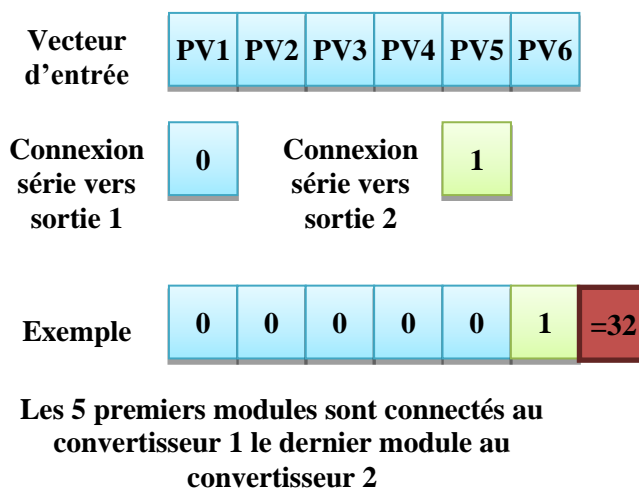 Vecteur d'entrée PV1 PV2 PV3 PV4 PV5 PV6
Connexion série vers sortie 1
0
Connexion série vers sortie 2
1
Exemple 0 0 0 0 0 1 =32
Les 5 premiers modules sont connectés au
convertisseur 1 le dernier module au
convertisseur 2